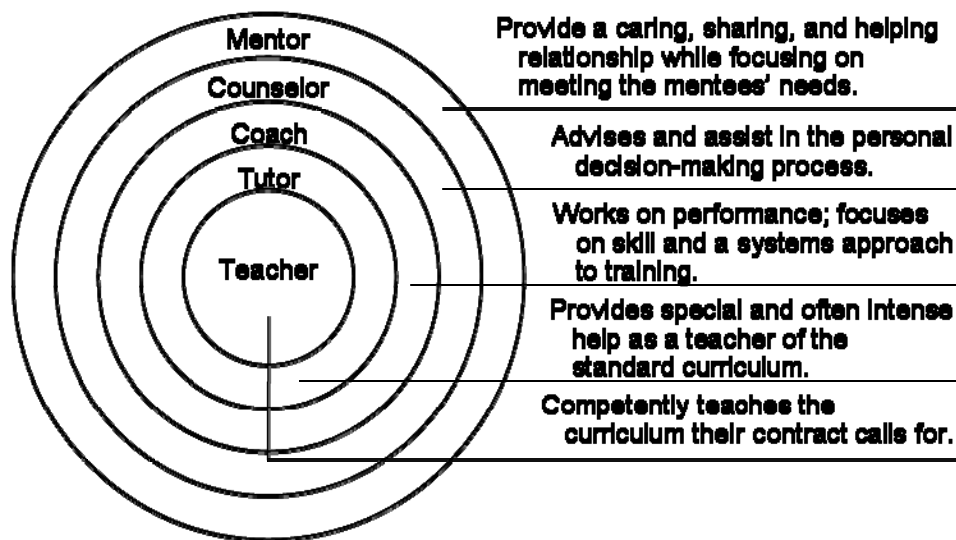 Mentor
Counselor
Coach
Tutor
Teacher
Provide a caring, sharing, and helping
relationship while focusing on
meeting the mentees' needs.
Advises and assist in the personal
decision-making process.
Works on performance; focuses
on skill and a systems approach
to training.
Provides special and often intense
help as a teacher of the
standard curriculum.
Competently teaches the
curriculum their contract calls for.